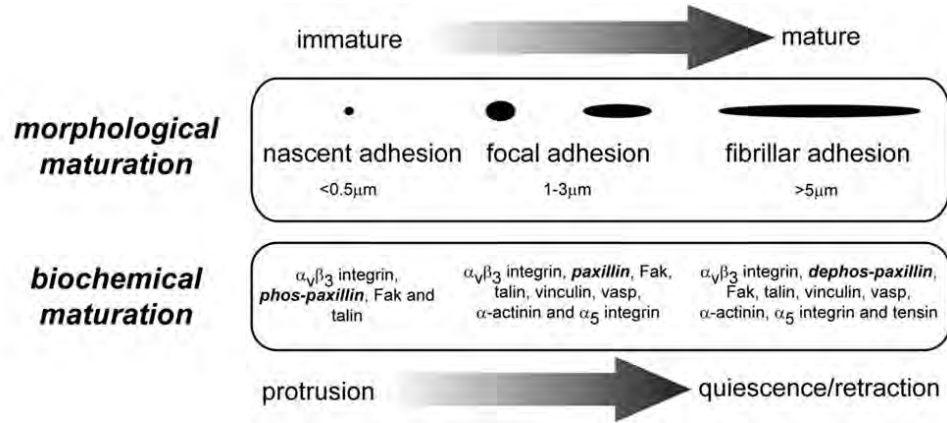 immature mature
morphological
maturation
nascent adhesion focal adhesion fibrillar adhesion
<0.5μm 1-3μm >5μm
biochemical
maturation
αvβ3 integrin,
phos-paxillin, Fak and
talin
αvβ3 integrin, paxillin, Fak,
talin, vinculin, vasp,
α-actinin and α5 integrin
αvβ3 integrin, dephos-paxillin,
Fak, talin, vinculin, vasp,
α-actinin, α5 integrin and tensin
protrusion quiescence/retraction